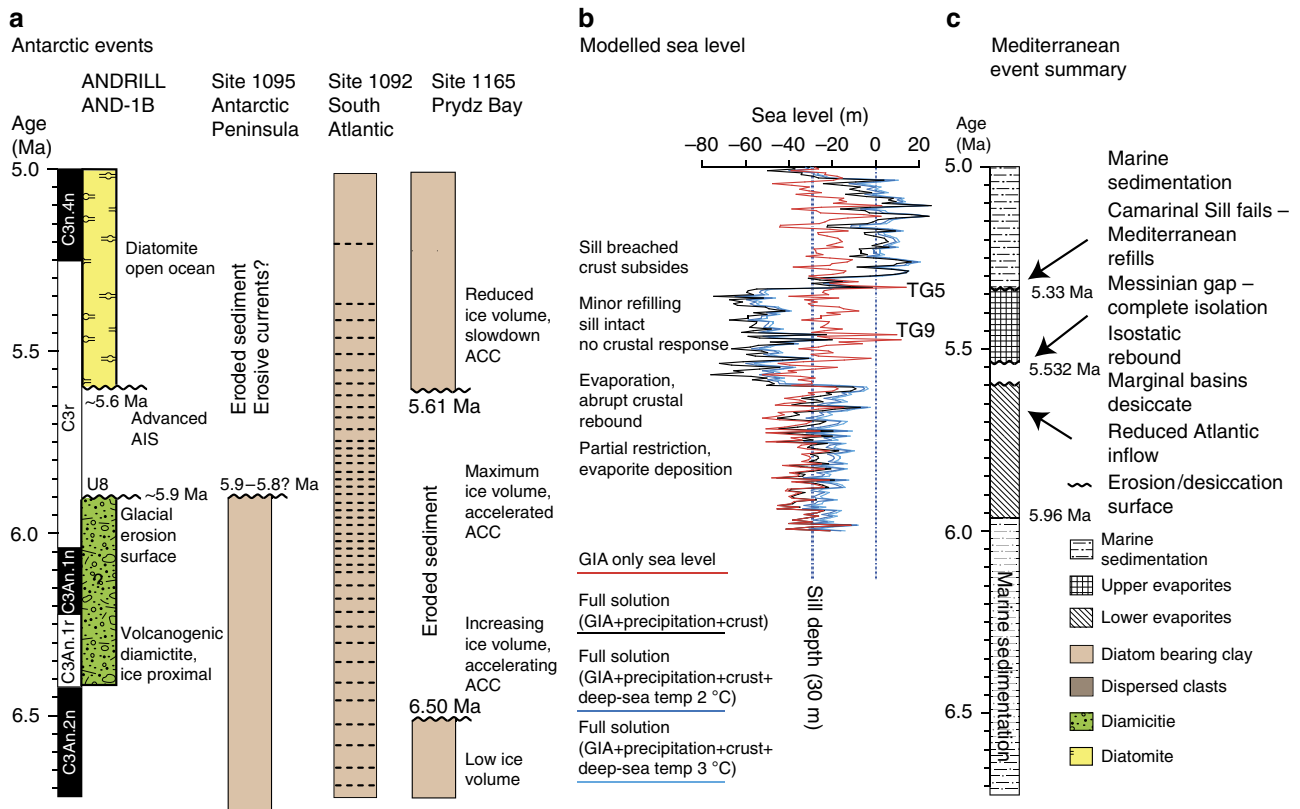 a
Antarctic events
ANDRILL
AND-1B
Site 1095
Antarctic
Peninsula
Site 1092
South
Atlantic
Site 1165
Prydz Bay
Age
(Ma)
5.0
5.5
6.0
6.5
C3n.4n
C3r
C3An.1n
C3An.1r
C3An.2n
Diatomite
open ocean
~5.6 Ma
Advanced
AIS
U8
~5.9 Ma
Glacial
erosion
surface
?
Volcanogenic
diamictite,
ice proximal
Eroded sediment
Erosive currents?
5.9–5.8? Ma
Reduced
ice volume,
slowdown
ACC
5.61 Ma
Maximum
ice volume,
accelerated
ACC
Eroded sediment
Increasing
ice volume,
accelerating
ACC
6.50 Ma
Low ice
volume
b
Modelled sea level
Sea level (m)
–80 –60 –40 –20 0 20
Sill breached
crust subsides
TG5
Minor refilling
sill intact
no crustal response
TG9
Evaporation,
abrupt crustal
rebound
Partial restriction,
evaporite deposition
GIA only sea level
Full solution
(GIA+precipitation+crust)
Full solution
(GIA+precipitation+crust+
deep-sea temp 2 °C)
Full solution
(GIA+precipitation+crust+
deep-sea temp 3 °C)
Sill depth (30 m)
c
Mediterranean
event summary
Age
(Ma)
5.0
5.5
6.0
6.5
Marine
sedimentation
Camarinal Sill fails –
Mediterranean
refills
5.33 Ma
Messinian gap –
complete isolation
Isostatic
rebound
5.532 Ma
Marginal basins
desiccate
Reduced Atlantic
inflow
Erosion/desiccation
surface
5.96 Ma
Marine sedimentation
Marine
sedimentation
Upper evaporites
Lower evaporites
Diatom bearing clay
Dispersed clasts
Diamicitie
Diatomite